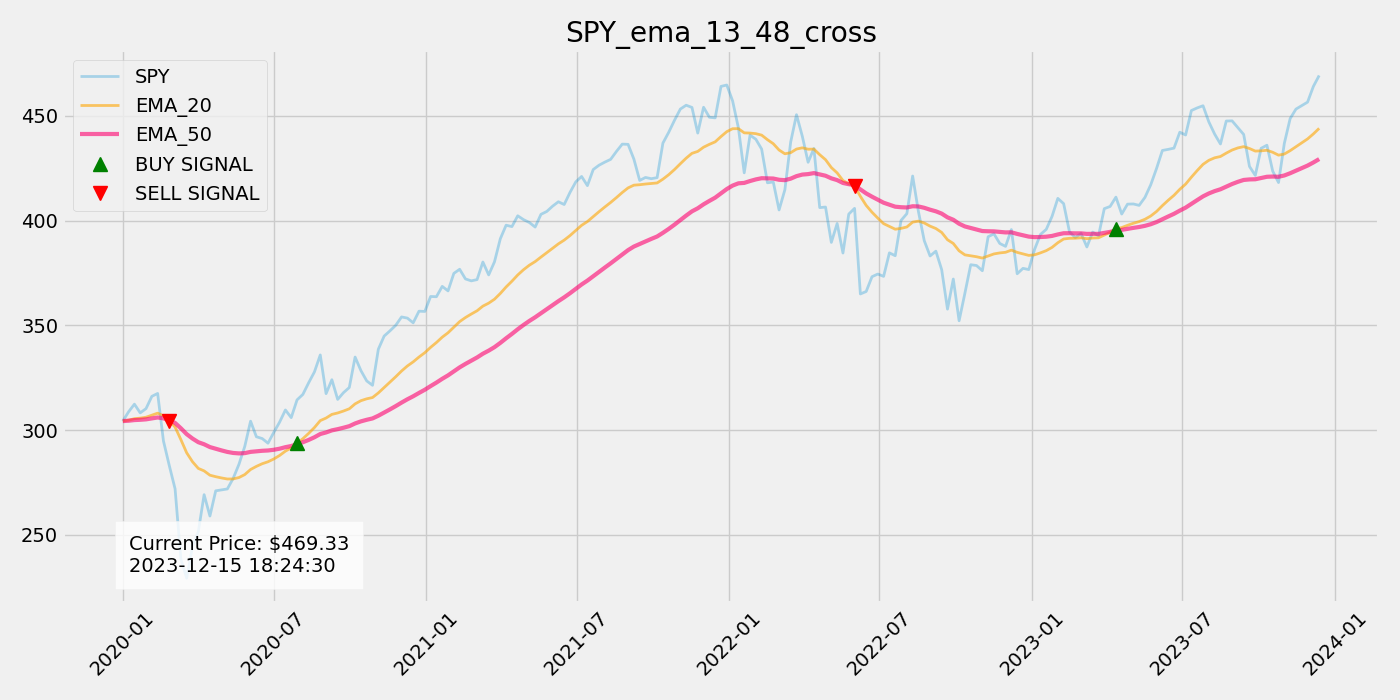 SPY_ema_13_48_cross
SPY
EMA_20
EMA_50
BUY SIGNAL
SELL SIGNAL
450
400
350
300
250
Current Price: $469.33
2023-12-15 18:24:30
2020-01
2020-07
2021-01
2021-07
2022-01
2022-07
2023-01
2023-07
2024-01